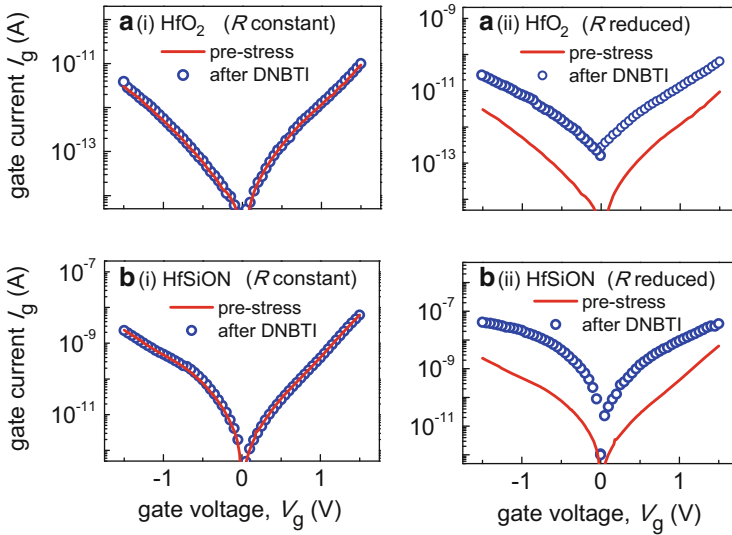 a (i) HfO₂ (R constant)
pre-stress
after DNBTI
10⁻¹¹
10⁻¹³
gate current Ig (A)
a (ii) HfO₂ (R reduced)
pre-stress
after DNBTI
10⁻⁹
10⁻¹¹
10⁻¹³
b (i) HfSiON (R constant)
pre-stress
after DNBTI
10⁻⁷
10⁻⁹
10⁻¹¹
gate current Ig (A)
-1 0 1
gate voltage, Vg (V)
b (ii) HfSiON (R reduced)
pre-stress
after DNBTI
10⁻⁷
10⁻⁹
10⁻¹¹
-1 0 1
gate voltage, Vg (V)